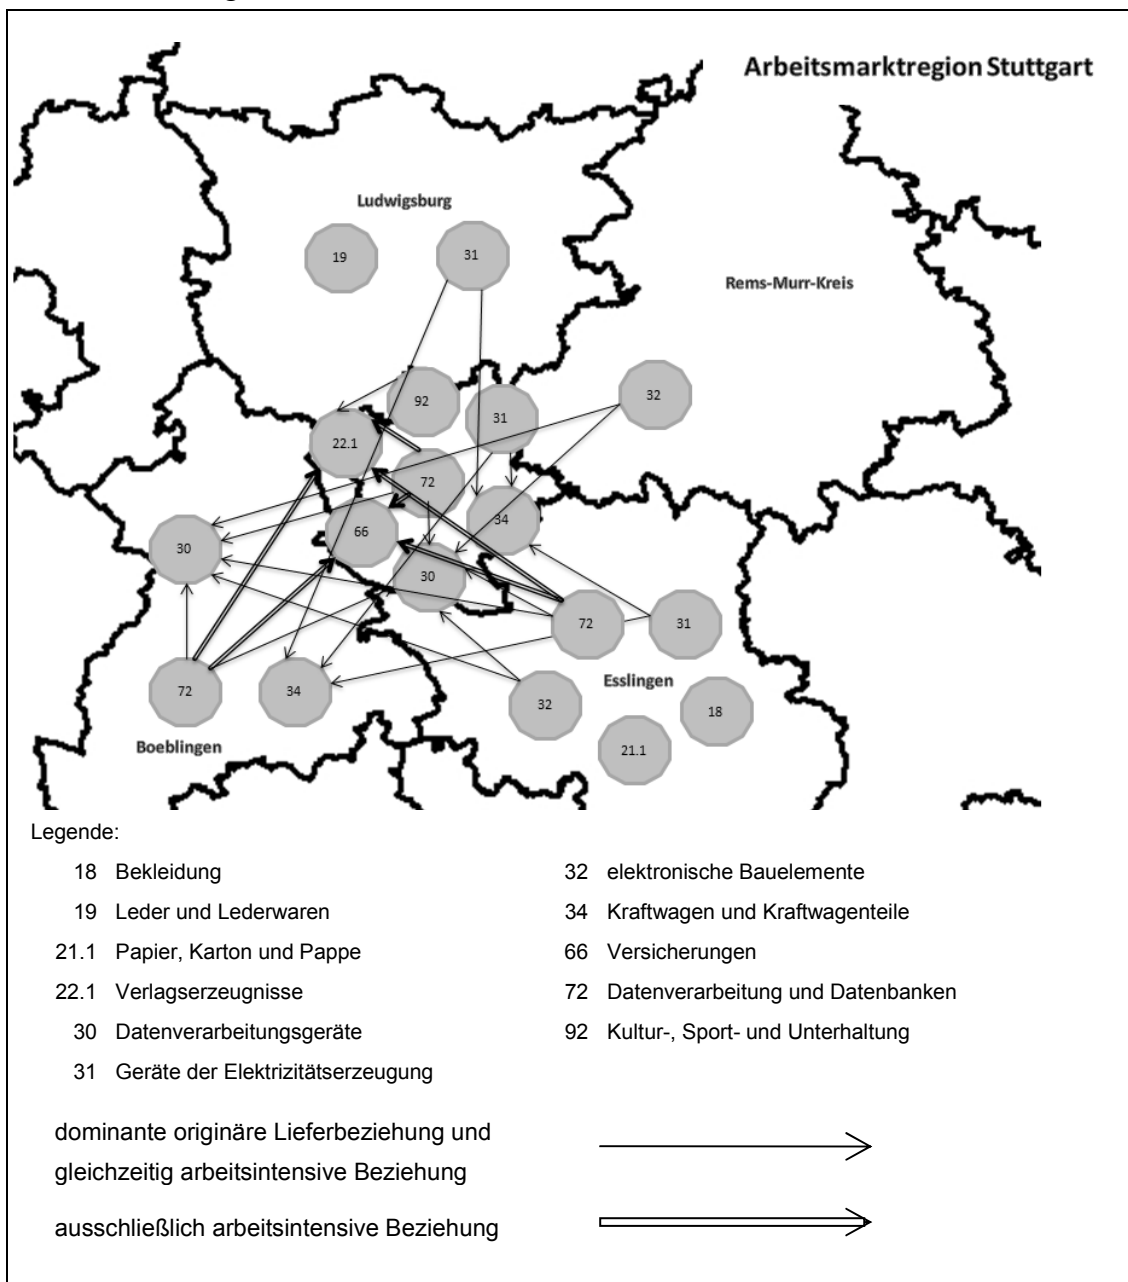 Arbeitsmarktregion Stuttgart
Ludwigsburg
19
31
Rems-Murr-Kreis
92
31
32
22.1
72
34
66
30
30
72
31
72
34
32
Esslingen
18
21.1
Boeblingen
Legende:
18 Bekleidung
19 Leder und Lederwaren
21.1 Papier, Karton und Pappe
22.1 Verlagserzeugnisse
30 Datenverarbeitungsgeräte
31 Geräte der Elektrizitätserzeugung
32 elektronische Bauelemente
34 Kraftwagen und Kraftwagenteile
66 Versicherungen
72 Datenverarbeitung und Datenbanken
92 Kultur-, Sport- und Unterhaltung
dominante originäre Lieferbeziehung und
gleichzeitig arbeitsintensive Beziehung
ausschließlich arbeitsintensive Beziehung